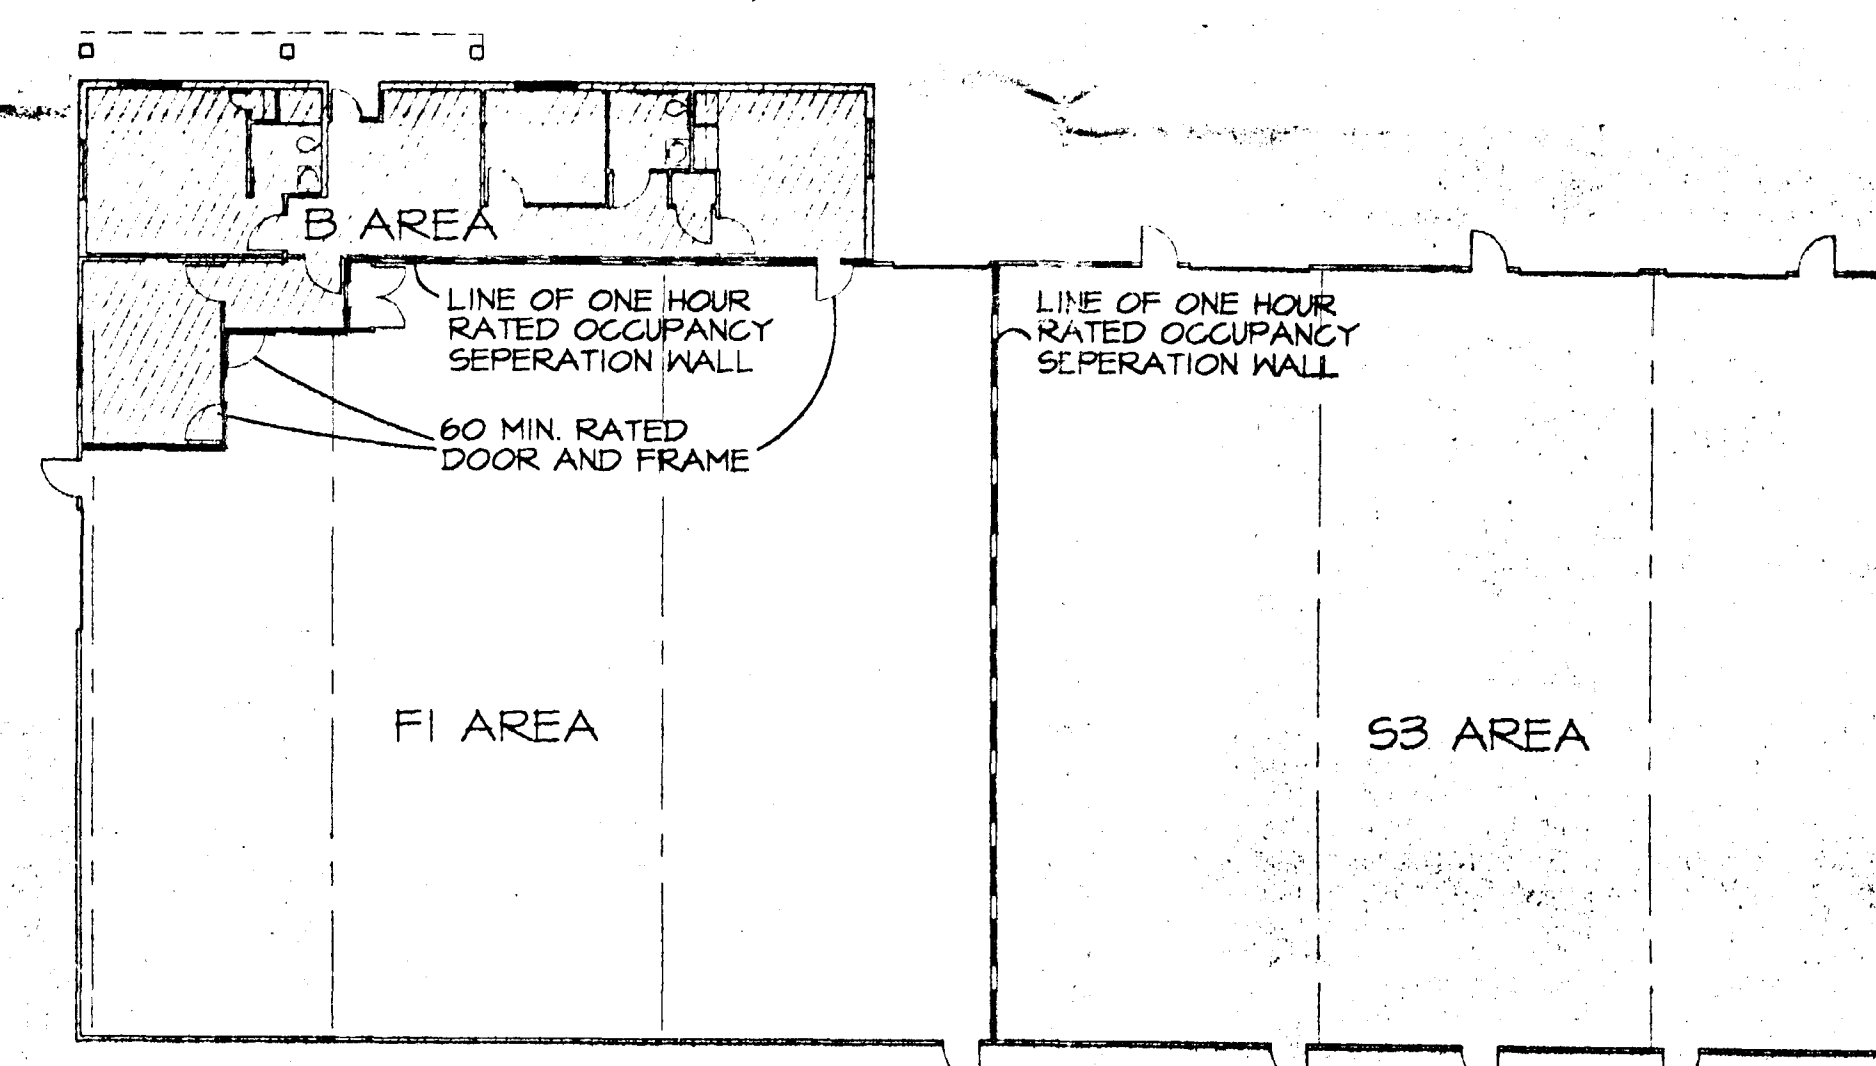 B AREA
LINE OF ONE HOUR
RATED OCCUPANCY
SEPERATION WALL
LINE OF ONE HOUR
RATED OCCUPANCY
SEPERATION WALL
60 MIN. RATED
DOOR AND FRAME
F1 AREA
S3 AREA